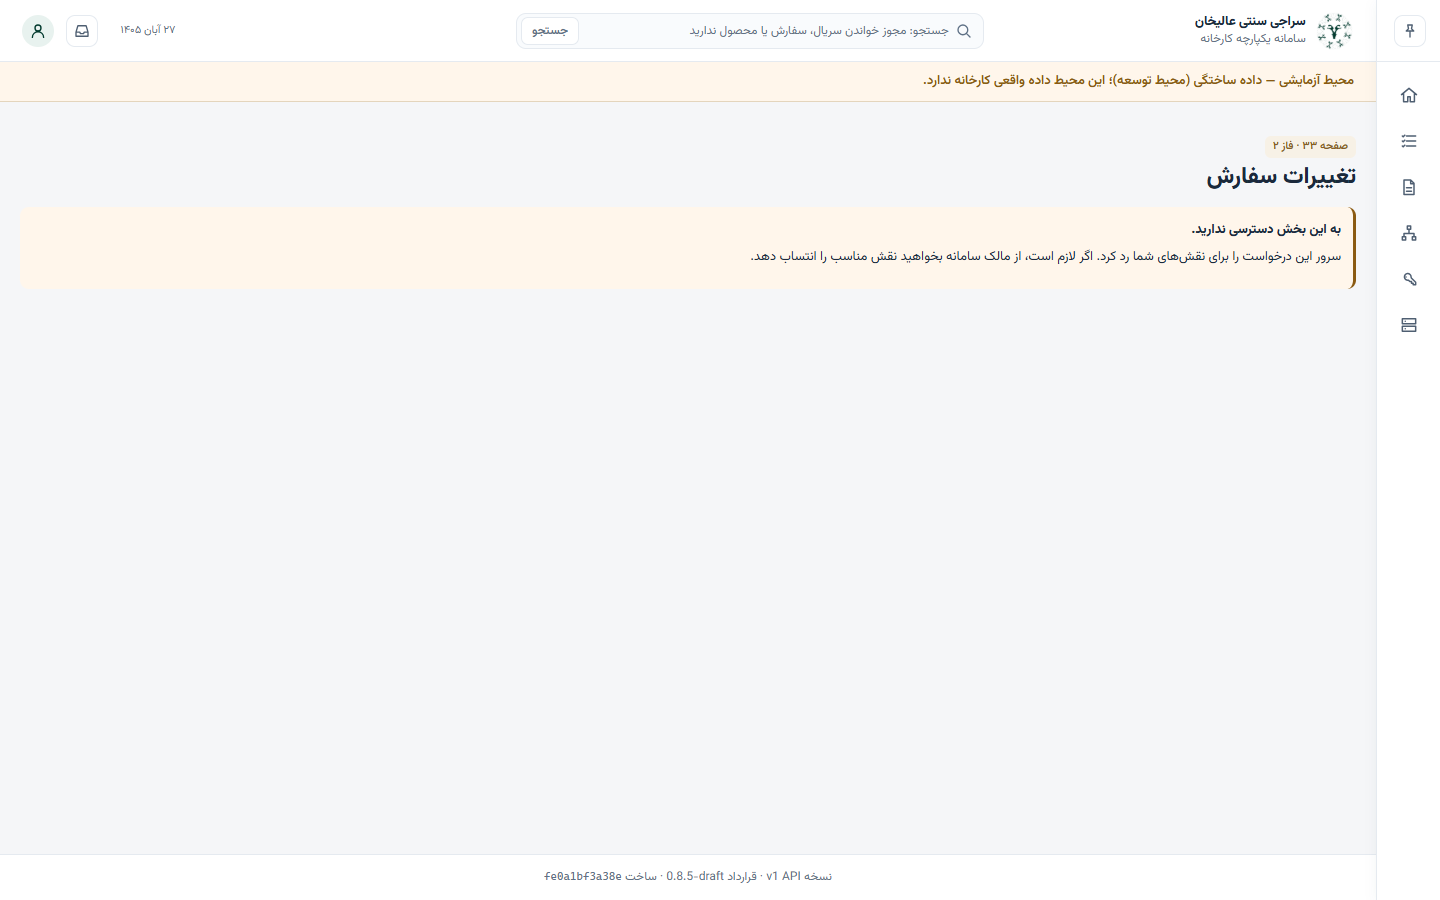 سراجی سنتی عالیخان
سامانه یکپارچه کارخانه
جستجو: مجوز خواندن سریال، سفارش یا محصول ندارید
جستجو
۲۷ آبان ۱۴۰۵
محیط آزمایشی — داده ساختگی (محیط توسعه)؛ این محیط داده واقعی کارخانه ندارد.
صفحه ۳۳ · فاز ۲
تغییرات سفارش
به این بخش دسترسی ندارید.
سرور این درخواست را برای نقش‌های شما رد کرد. اگر لازم است، از مالک سامانه بخواهید نقش مناسب را انتساب دهد.
نسخه v1 API · قرارداد 0.8.5-draft · ساخت fe0a1bf3a38e